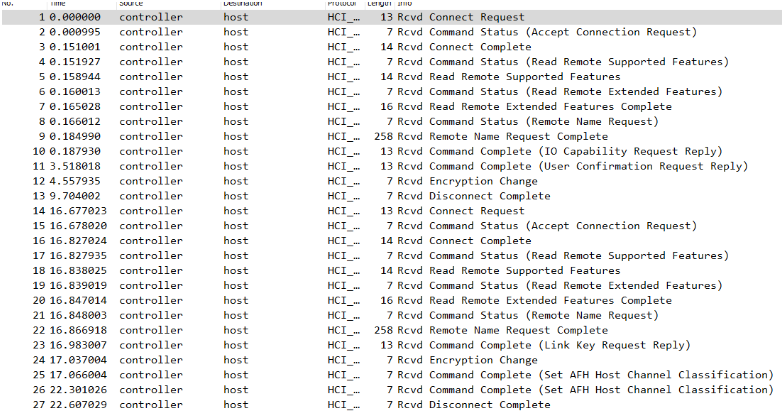 No. Time Source Destination Protocol Length Info
1 0.000000 controller host HCI_… 13 Rcvd Connect Request
2 0.000995 controller host HCI_… 7 Rcvd Command Status (Accept Connection Request)
3 0.151001 controller host HCI_… 14 Rcvd Connect Complete
4 0.151927 controller host HCI_… 7 Rcvd Command Status (Read Remote Supported Features)
5 0.158944 controller host HCI_… 14 Rcvd Read Remote Supported Features
6 0.160013 controller host HCI_… 7 Rcvd Command Status (Read Remote Extended Features)
7 0.165028 controller host HCI_… 16 Rcvd Read Remote Extended Features Complete
8 0.166012 controller host HCI_… 7 Rcvd Command Status (Remote Name Request)
9 0.184990 controller host HCI_… 258 Rcvd Remote Name Request Complete
10 0.187930 controller host HCI_… 13 Rcvd Command Complete (IO Capability Request Reply)
11 3.518018 controller host HCI_… 13 Rcvd Command Complete (User Confirmation Request Reply)
12 4.557935 controller host HCI_… 7 Rcvd Encryption Change
13 9.704002 controller host HCI_… 7 Rcvd Disconnect Complete
14 16.677023 controller host HCI_… 13 Rcvd Connect Request
15 16.678020 controller host HCI_… 7 Rcvd Command Status (Accept Connection Request)
16 16.827024 controller host HCI_… 14 Rcvd Connect Complete
17 16.827935 controller host HCI_… 7 Rcvd Command Status (Read Remote Supported Features)
18 16.838025 controller host HCI_… 14 Rcvd Read Remote Supported Features
19 16.839019 controller host HCI_… 7 Rcvd Command Status (Read Remote Extended Features)
20 16.847014 controller host HCI_… 16 Rcvd Read Remote Extended Features Complete
21 16.848003 controller host HCI_… 7 Rcvd Command Status (Remote Name Request)
22 16.866918 controller host HCI_… 258 Rcvd Remote Name Request Complete
23 16.983007 controller host HCI_… 13 Rcvd Command Complete (Link Key Request Reply)
24 17.037004 controller host HCI_… 7 Rcvd Encryption Change
25 17.066004 controller host HCI_… 7 Rcvd Command Complete (Set AFH Host Channel Classification)
26 22.301026 controller host HCI_… 7 Rcvd Command Complete (Set AFH Host Channel Classification)
27 22.607029 controller host HCI_… 7 Rcvd Disconnect Complete